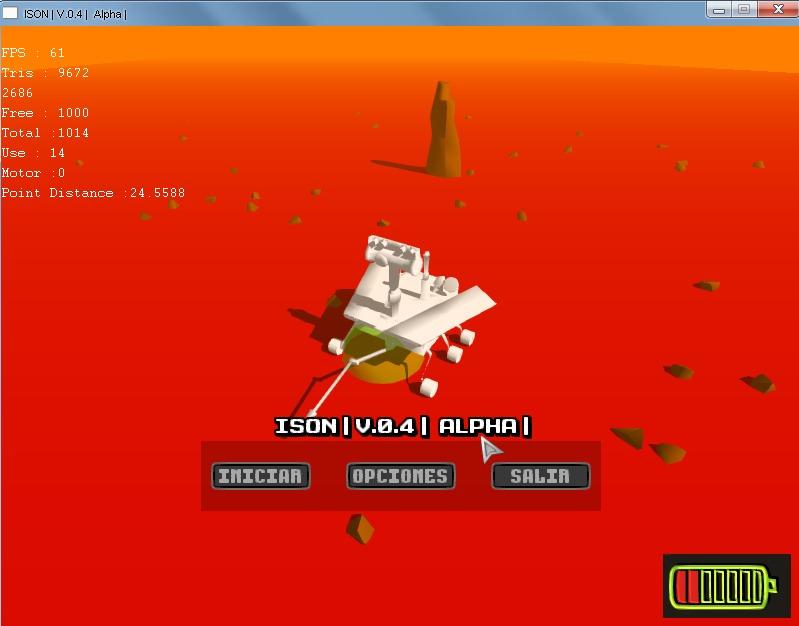 ISON | V.0.4 | Alpha |
FPS : 61
Tris : 9672
2686
Free : 1000
Total :1014
Use : 14
Motor :0
Point Distance :24.5588
ISON | V.0.4 | ALPHA |
INICIAR OPCIONES SALIR